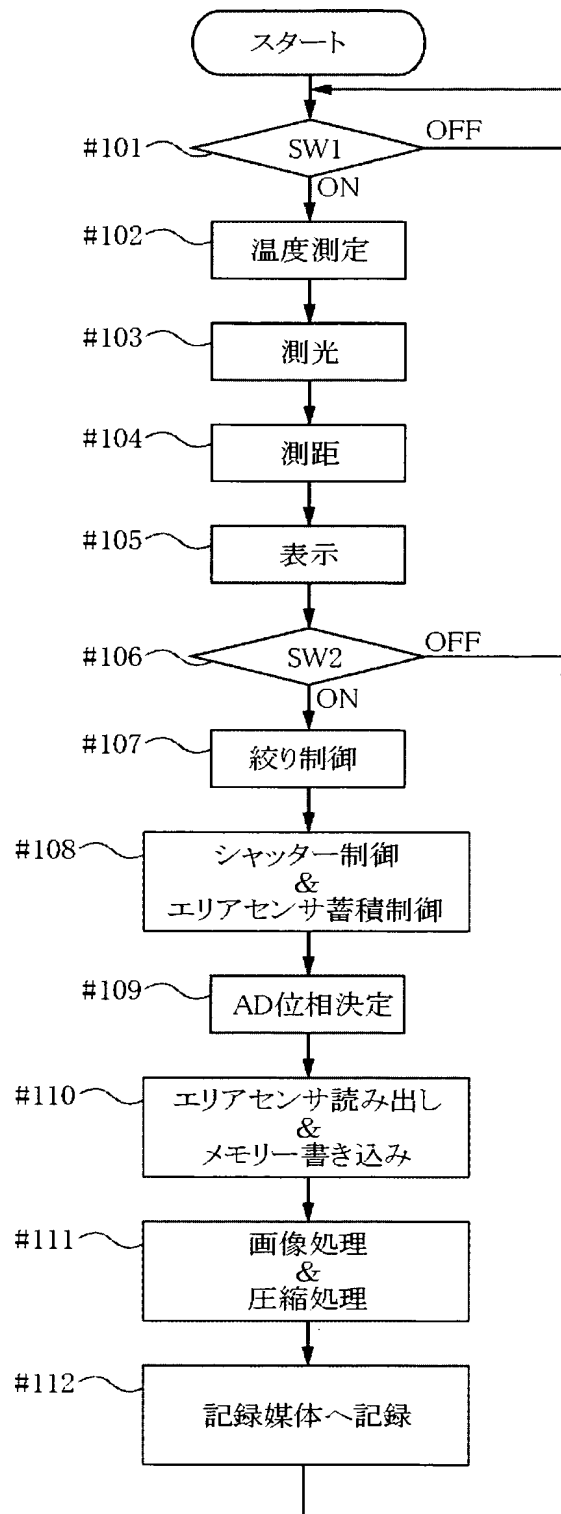 スタート
#101
SW1
OFF
ON
#102
温度測定
#103
測光
#104
測距
#105
表示
#106
SW2
OFF
ON
#107
絞り制御
#108
シャッター制御
&
エリアセンサ蓄積制御
#109
AD位相決定
#110
エリアセンサ読み出し
&
メモリー書き込み
#111
画像処理
&
圧縮処理
#112
記録媒体へ記録